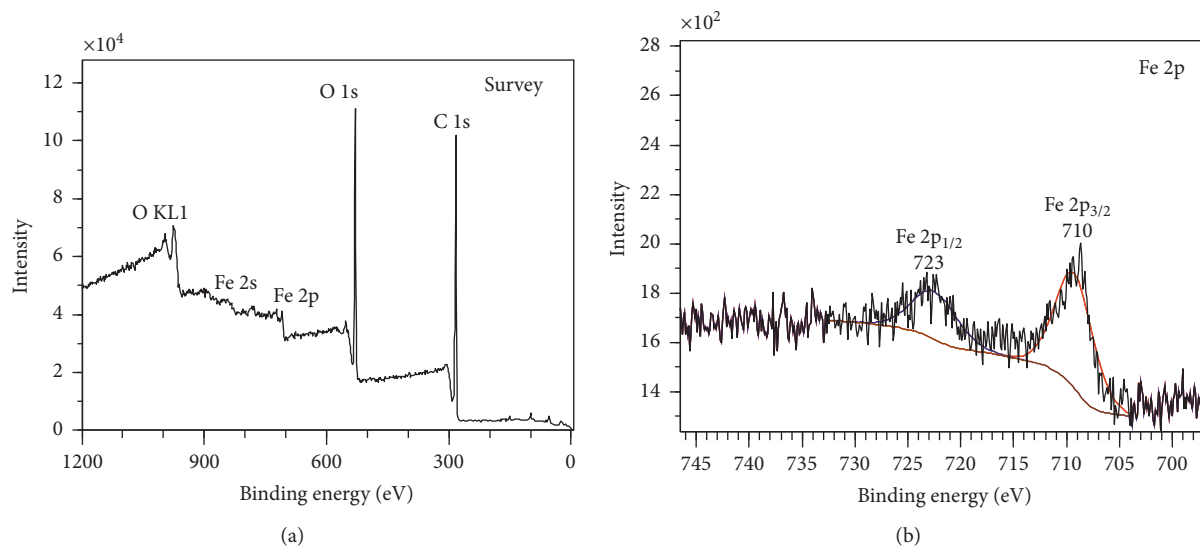 ×10⁴
Survey
12
10
8
6
4
2
0
O 1s
C 1s
O KL1
Fe 2s
Fe 2p
Intensity
1200
900
600
300
0
Binding energy (eV)
(a)
×10²
Fe 2p
28
26
22
20
18
16
14
Fe 2p₃/₂
710
Fe 2p₁/₂
723
Intensity
745
740
735
730
725
720
715
710
705
700
Binding energy (eV)
(b)